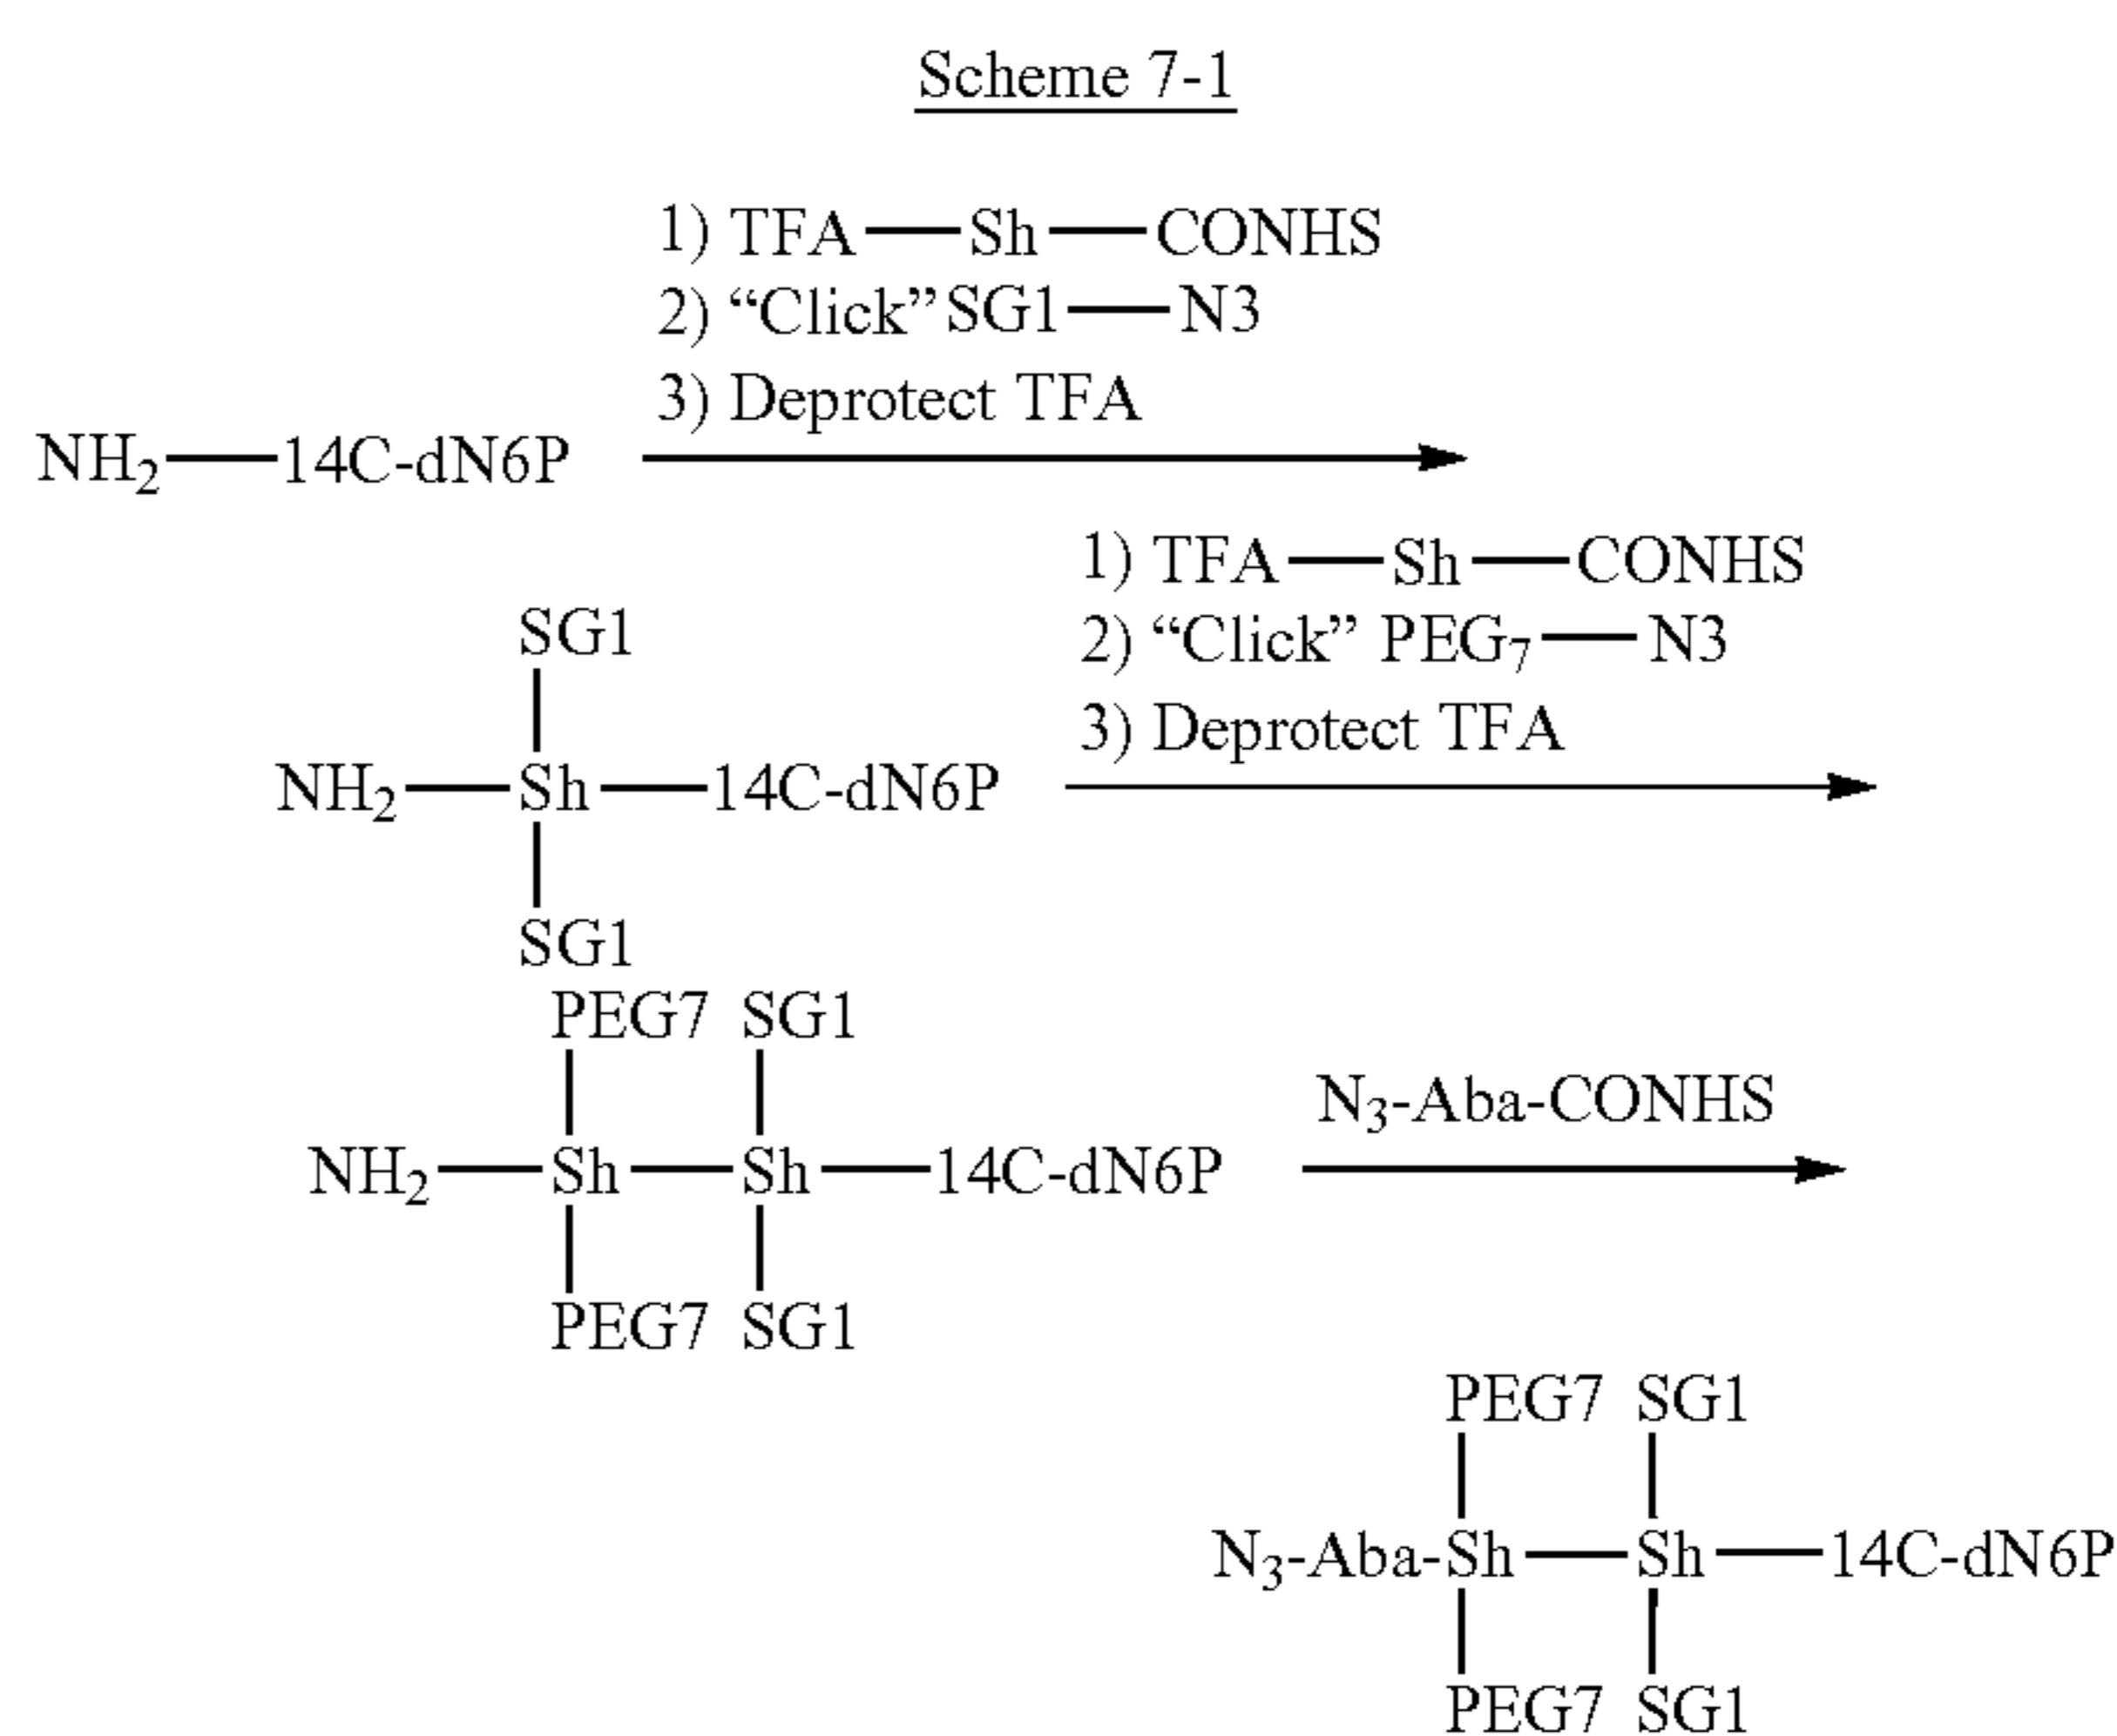 Scheme 7-1
1) TFA—Sh—CONHS
2) “Click” SG1—N3
3) Deprotect TFA
NH₂—14C-dN6P
1) TFA—Sh—CONHS
2) “Click” PEG₇—N3
3) Deprotect TFA
SG1
NH₂—Sh—14C-dN6P
SG1
PEG7 SG1
N₃-Aba-CONHS
NH₂—Sh—Sh—14C-dN6P
PEG7 SG1
PEG7 SG1
N₃-Aba-Sh—Sh—14C-dN6P
PEG7 SG1